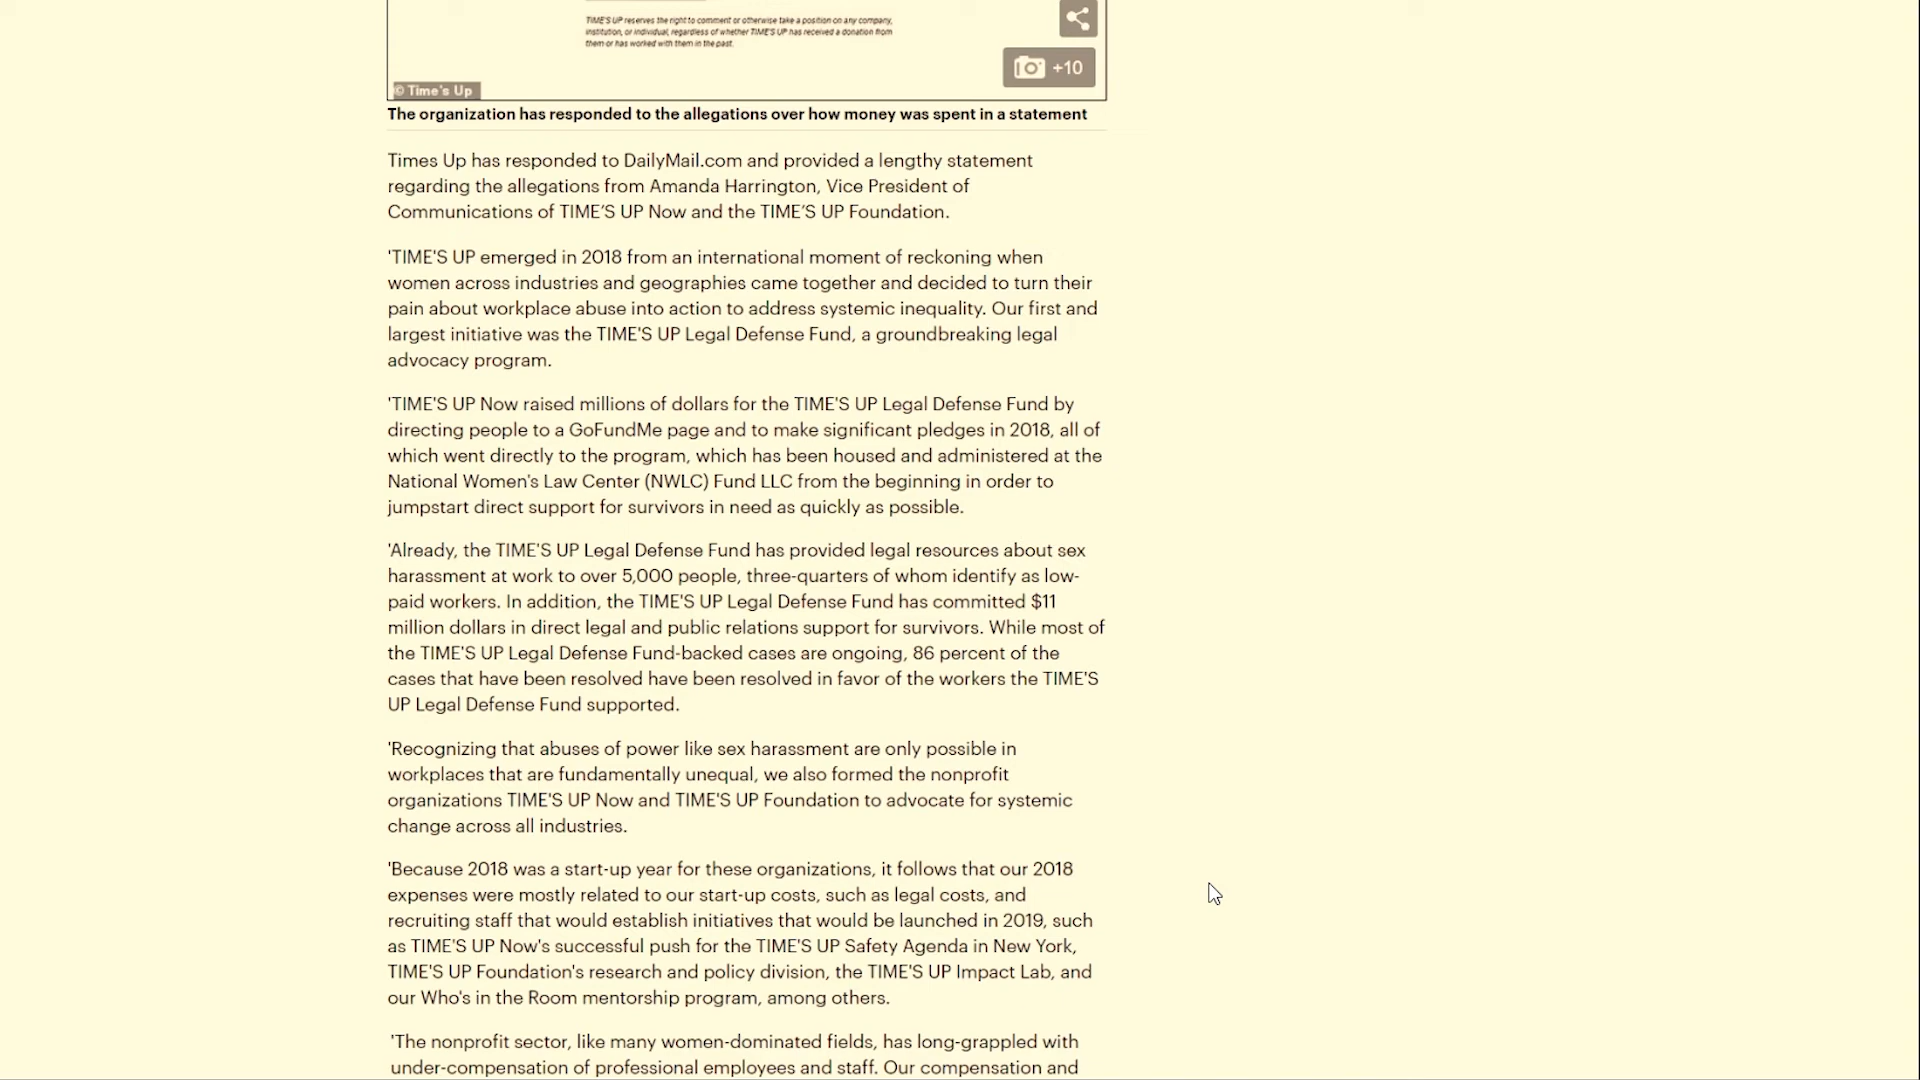 TIME'S UP reserves the right to comment or otherwise take a position on any company,
institution, or individual, regardless of whether TIME'S UP has received a donation from
them or has worked with them in the past.
+10
© Time's Up
The organization has responded to the allegations over how money was spent in a statement
Times Up has responded to DailyMail.com and provided a lengthy statement
regarding the allegations from Amanda Harrington, Vice President of
Communications of TIME'S UP Now and the TIME'S UP Foundation.
'TIME'S UP emerged in 2018 from an international moment of reckoning when
women across industries and geographies came together and decided to turn their
pain about workplace abuse into action to address systemic inequality. Our first and
largest initiative was the TIME'S UP Legal Defense Fund, a groundbreaking legal
advocacy program.
'TIME'S UP Now raised millions of dollars for the TIME'S UP Legal Defense Fund by
directing people to a GoFundMe page and to make significant pledges in 2018, all of
which went directly to the program, which has been housed and administered at the
National Women's Law Center (NWLC) Fund LLC from the beginning in order to
jumpstart direct support for survivors in need as quickly as possible.
'Already, the TIME'S UP Legal Defense Fund has provided legal resources about sex
harassment at work to over 5,000 people, three-quarters of whom identify as low-
paid workers. In addition, the TIME'S UP Legal Defense Fund has committed $11
million dollars in direct legal and public relations support for survivors. While most of
the TIME'S UP Legal Defense Fund-backed cases are ongoing, 86 percent of the
cases that have been resolved have been resolved in favor of the workers the TIME'S
UP Legal Defense Fund supported.
'Recognizing that abuses of power like sex harassment are only possible in
workplaces that are fundamentally unequal, we also formed the nonprofit
organizations TIME'S UP Now and TIME'S UP Foundation to advocate for systemic
change across all industries.
'Because 2018 was a start-up year for these organizations, it follows that our 2018
expenses were mostly related to our start-up costs, such as legal costs, and
recruiting staff that would establish initiatives that would be launched in 2019, such
as TIME'S UP Now's successful push for the TIME'S UP Safety Agenda in New York,
TIME'S UP Foundation's research and policy division, the TIME'S UP Impact Lab, and
our Who's in the Room mentorship program, among others.
'The nonprofit sector, like many women-dominated fields, has long-grappled with
under-compensation of professional employees and staff. Our compensation and